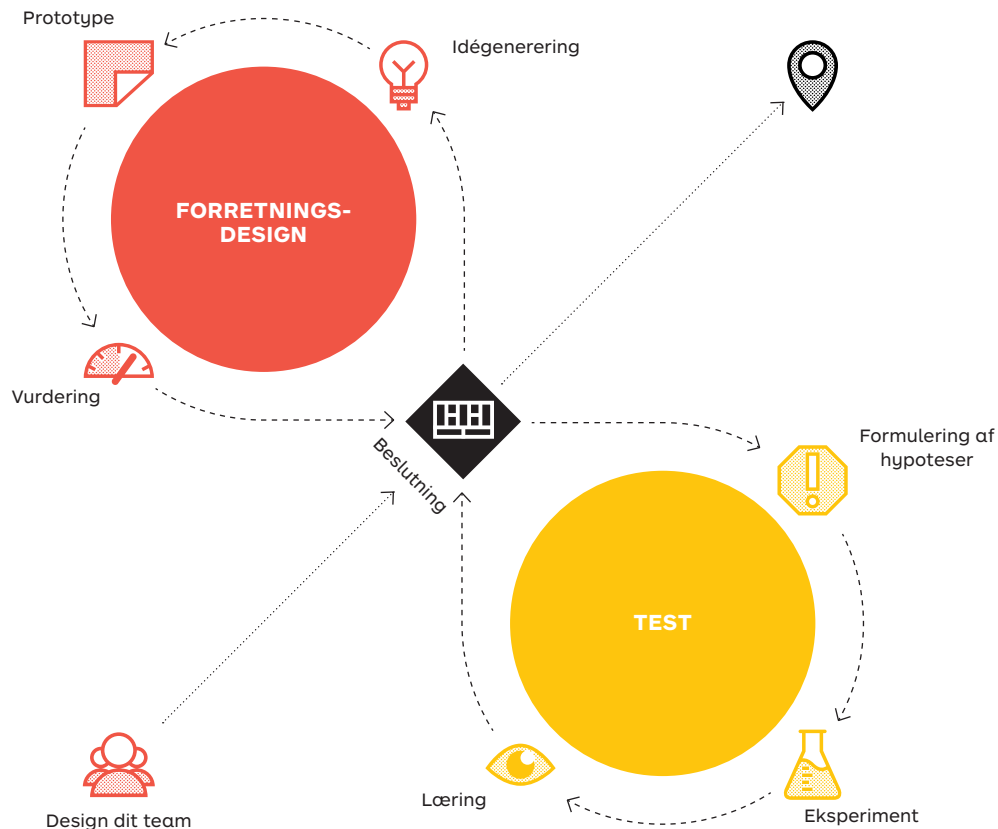 Prototype
Idégenerering
FORRETNINGS-
DESIGN
Vurdering
Beslutning
Formulering af
hypoteser
TEST
Læring
Eksperiment
Design dit team